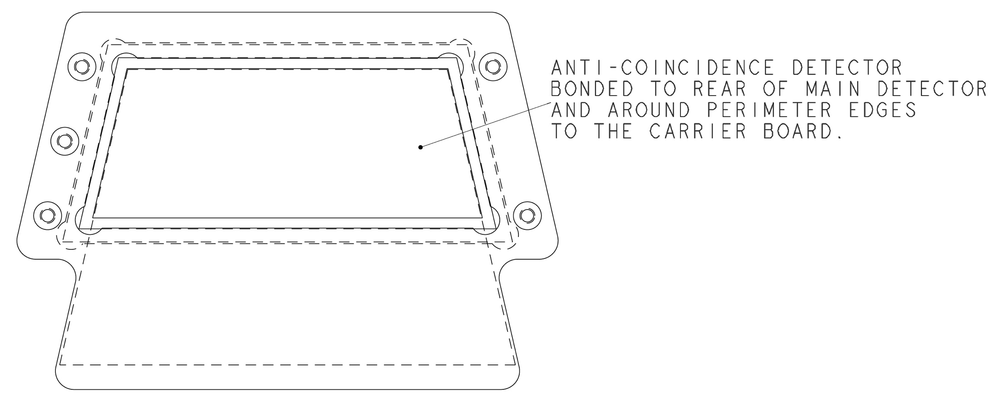 ANTI-COINCIDENCE DETECTOR
BONDED TO REAR OF MAIN DETECTOR
AND AROUND PERIMETER EDGES
TO THE CARRIER BOARD.